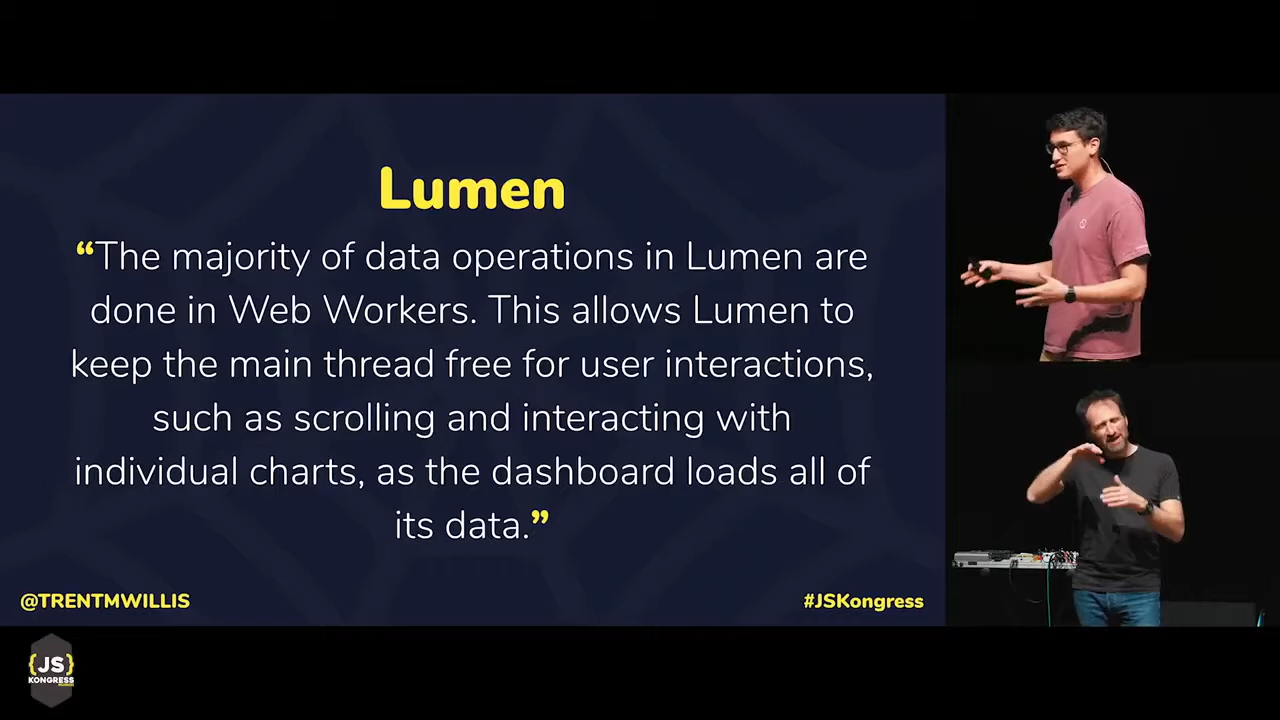 Lumen
“The majority of data operations in Lumen are
done in Web Workers. This allows Lumen to
keep the main thread free for user interactions,
such as scrolling and interacting with
individual charts, as the dashboard loads all of
its data.”
@TRENTMWILLIS
#JSKongress
{JS}
KONGRESS